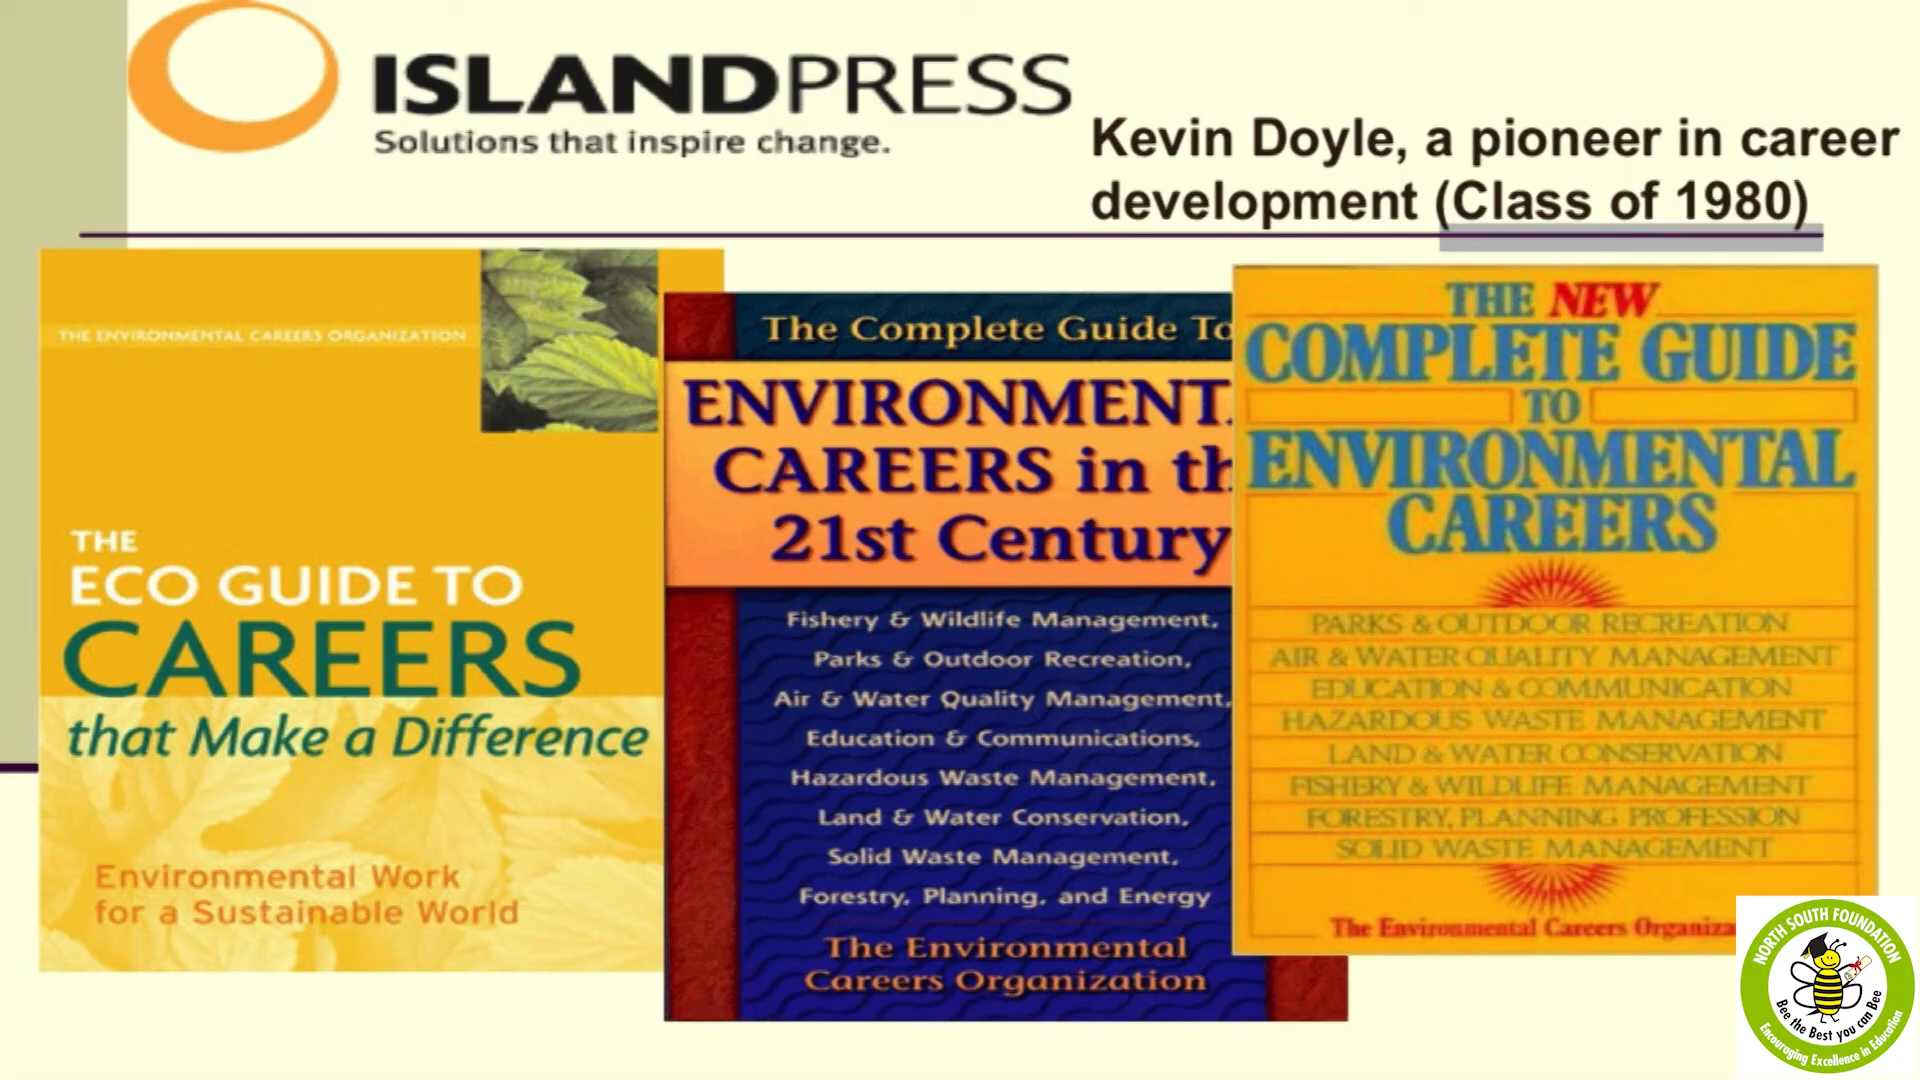 ISLANDPRESS
Solutions that inspire change.
Kevin Doyle, a pioneer in career
development (Class of 1980)
THE ENVIRONMENTAL CAREERS ORGANIZATION
THE
ECO GUIDE TO
CAREERS
that Make a Difference
Environmental Work
for a Sustainable World
The Complete Guide To
ENVIRONMENT
CAREERS in th
21st Century
Fishery & Wildlife Management,
Parks & Outdoor Recreation,
Air & Water Quality Management,
Education & Communications,
Hazardous Waste Management,
Land & Water Conservation,
Solid Waste Management,
Forestry, Planning, and Energy
The Environmental
Careers Organization
THE NEW
COMPLETE GUIDE
TO
ENVIRONMENTAL
CAREERS
PARKS & OUTDOOR RECREATION
AIR & WATER QUALITY MANAGEMENT
EDUCATION & COMMUNICATION
HAZARDOUS WASTE MANAGEMENT
LAND & WATER CONSERVATION
FISHERY & WILDLIFE MANAGEMENT
FORESTRY, PLANNING PROFESSION
SOLID WASTE MANAGEMENT
The Environmental Careers Organiza
NORTH SOUTH FOUNDATION
Bee the Best you can Bee
Encouraging Excellence in Education